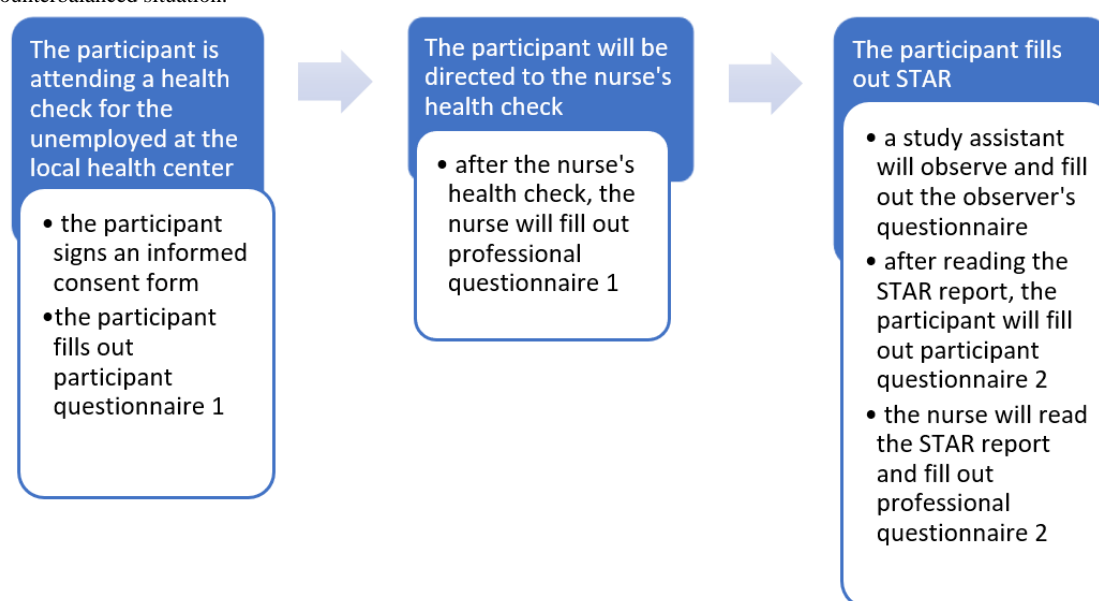 ounterbalanced situation.
The participant is
attending a health
check for the
unemployed at the
local health center
• the participant
signs an informed
consent form
•the participant
fills out
participant
questionnaire 1
The participant will be
directed to the nurse's
health check
• after the nurse's
health check, the
nurse will fill out
professional
questionnaire 1
The participant fills
out STAR
• a study assistant
will observe and fill
out the observer's
questionnaire
• after reading the
STAR report, the
participant will fill
out participant
questionnaire 2
• the nurse will read
the STAR report
and fill out
professional
questionnaire 2